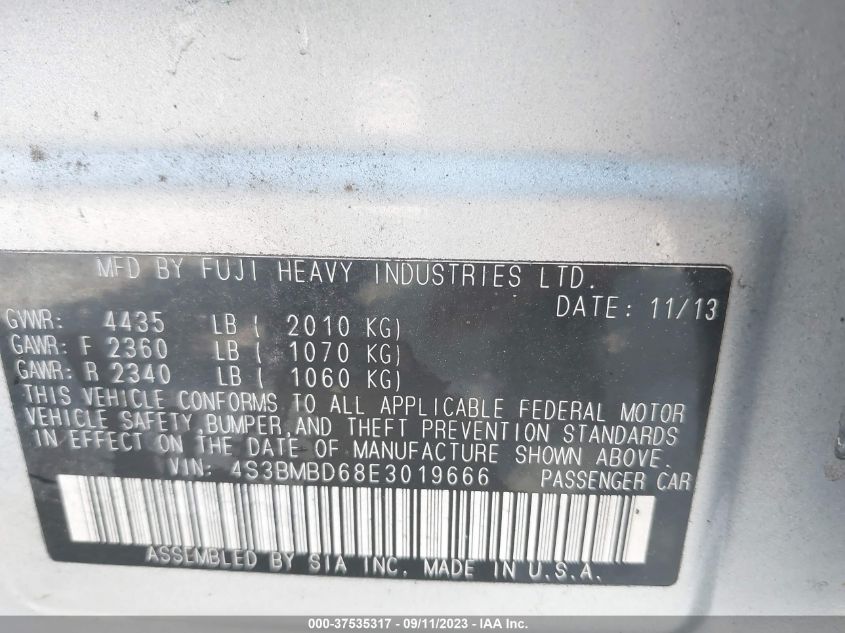 MFD BY FUJI HEAVY INDUSTRIES LTD.
DATE: 11/13
GVWR: 4435 LB ( 2010 KG)
GAWR: F 2360 LB ( 1070 KG)
GAWR: R 2340 LB ( 1060 KG)
THIS VEHICLE CONFORMS TO ALL APPLICABLE FEDERAL MOTOR
VEHICLE SAFETY,BUMPER,AND THEFT PREVENTION STANDARDS
IN EFFECT ON THE DATE OF MANUFACTURE SHOWN ABOVE.
VIN: 4S3BMBD68E3019666 PASSENGER CAR
ASSEMBLED BY SIA INC. MADE IN U.S.A.
000-37535317 - 09/11/2023 - IAA Inc.